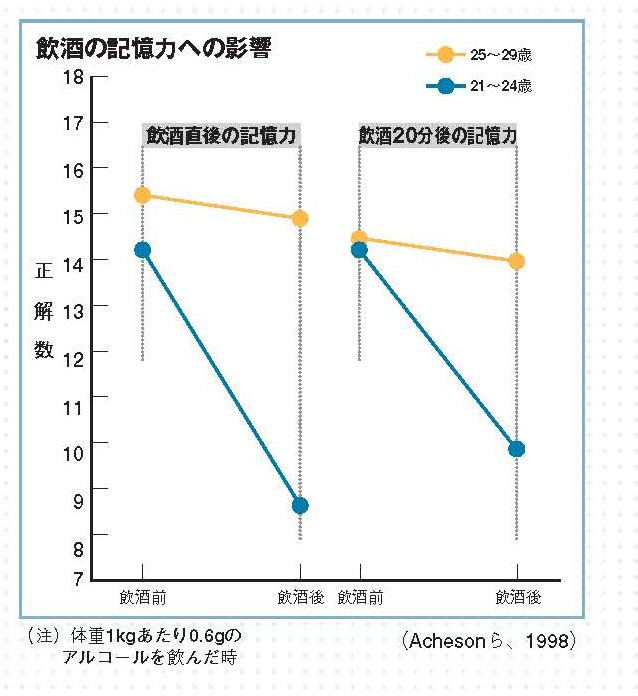 飲酒の記憶力への影響
25〜29歳
21〜24歳
18
17
16
15
14
13
12
11
10
9
8
7
正解数
飲酒直後の記憶力
飲酒20分後の記憶力
飲酒前
飲酒後
飲酒前
飲酒後
（注）体重1kgあたり0.6gの
アルコールを飲んだ時
（Achesonら、1998）